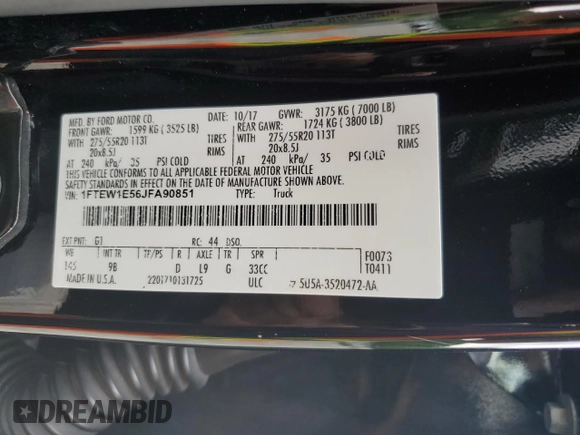 MFD. BY FORD MOTOR CO. 10/17 GVWR: 3175 KG (7000 LB)
FRONT GAWR: 1599 KG (3525 LB) REAR GAWR: 1724 KG (3800 LB)
WITH 275/55R20 113T TIRES WITH 275/55R20 113T TIRES
20x8.5J RIMS 20x8.5J RIMS
AT 240 kPa/ 35 PSI COLD AT 240 kPa/ 35 PSI COLD
THIS VEHICLE CONFORMS TO ALL APPLICABLE FEDERAL MOTOR VEHICLE
SAFETY STANDARDS IN EFFECT ON THE DATE OF MANUFACTURE SHOWN ABOVE.
VIN: 1FTEW1E56JFA90851 TYPE: Truck
EXT PNT: G1 RC: 44 DSO:
WB INT TR TP/PS R AXLE TR SPR F0073
145 9B D L9 G 33CC T0411
MADE IN U.S.A. 2201710131725 ULC 5U5A-3520472-AA
DREAMBID